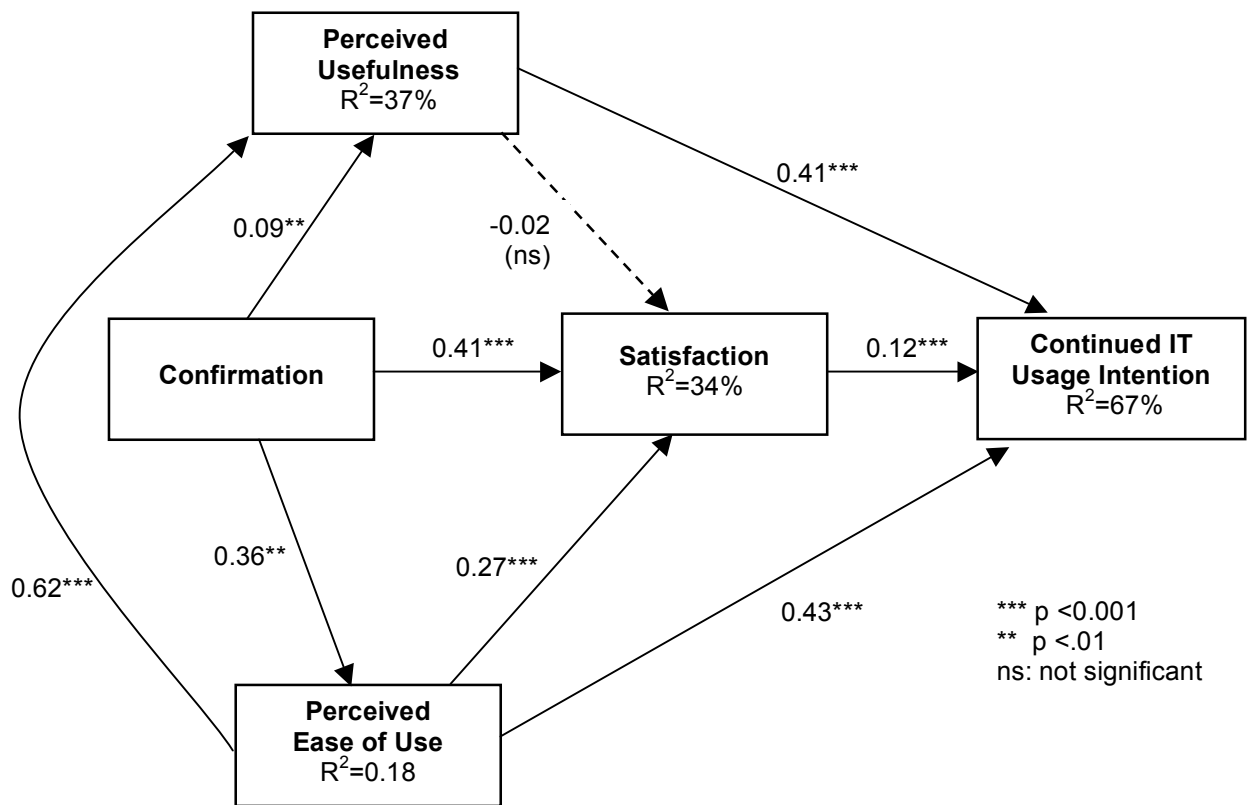 Perceived
Usefulness
R²=37%
0.41***
0.09**
-0.02
(ns)
Confirmation
0.41***
Satisfaction
R²=34%
0.12***
Continued IT
Usage Intention
R²=67%
0.36**
0.27***
0.62***
0.43***
*** p <0.001
** p <.01
ns: not significant
Perceived
Ease of Use
R²=0.18